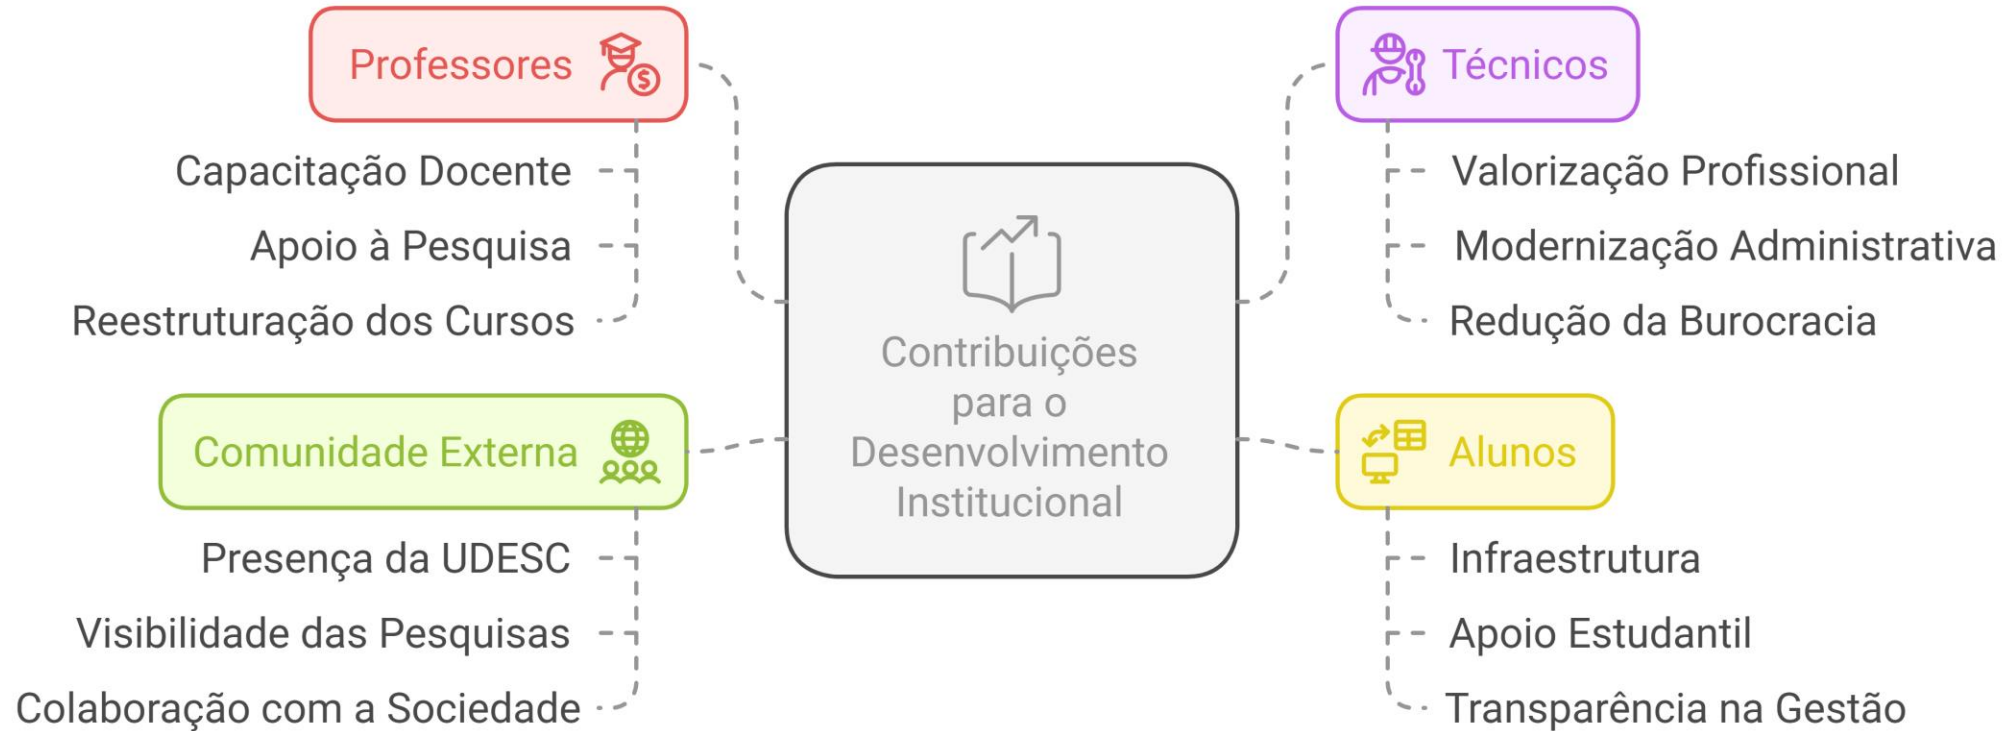 Professores
Capacitação Docente
Apoio à Pesquisa
Reestruturação dos Cursos
Comunidade Externa
Presença da UDESC
Visibilidade das Pesquisas
Colaboração com a Sociedade
Contribuições
para o
Desenvolvimento
Institucional
Técnicos
Valorização Profissional
Modernização Administrativa
Redução da Burocracia
Alunos
Infraestrutura
Apoio Estudantil
Transparência na Gestão